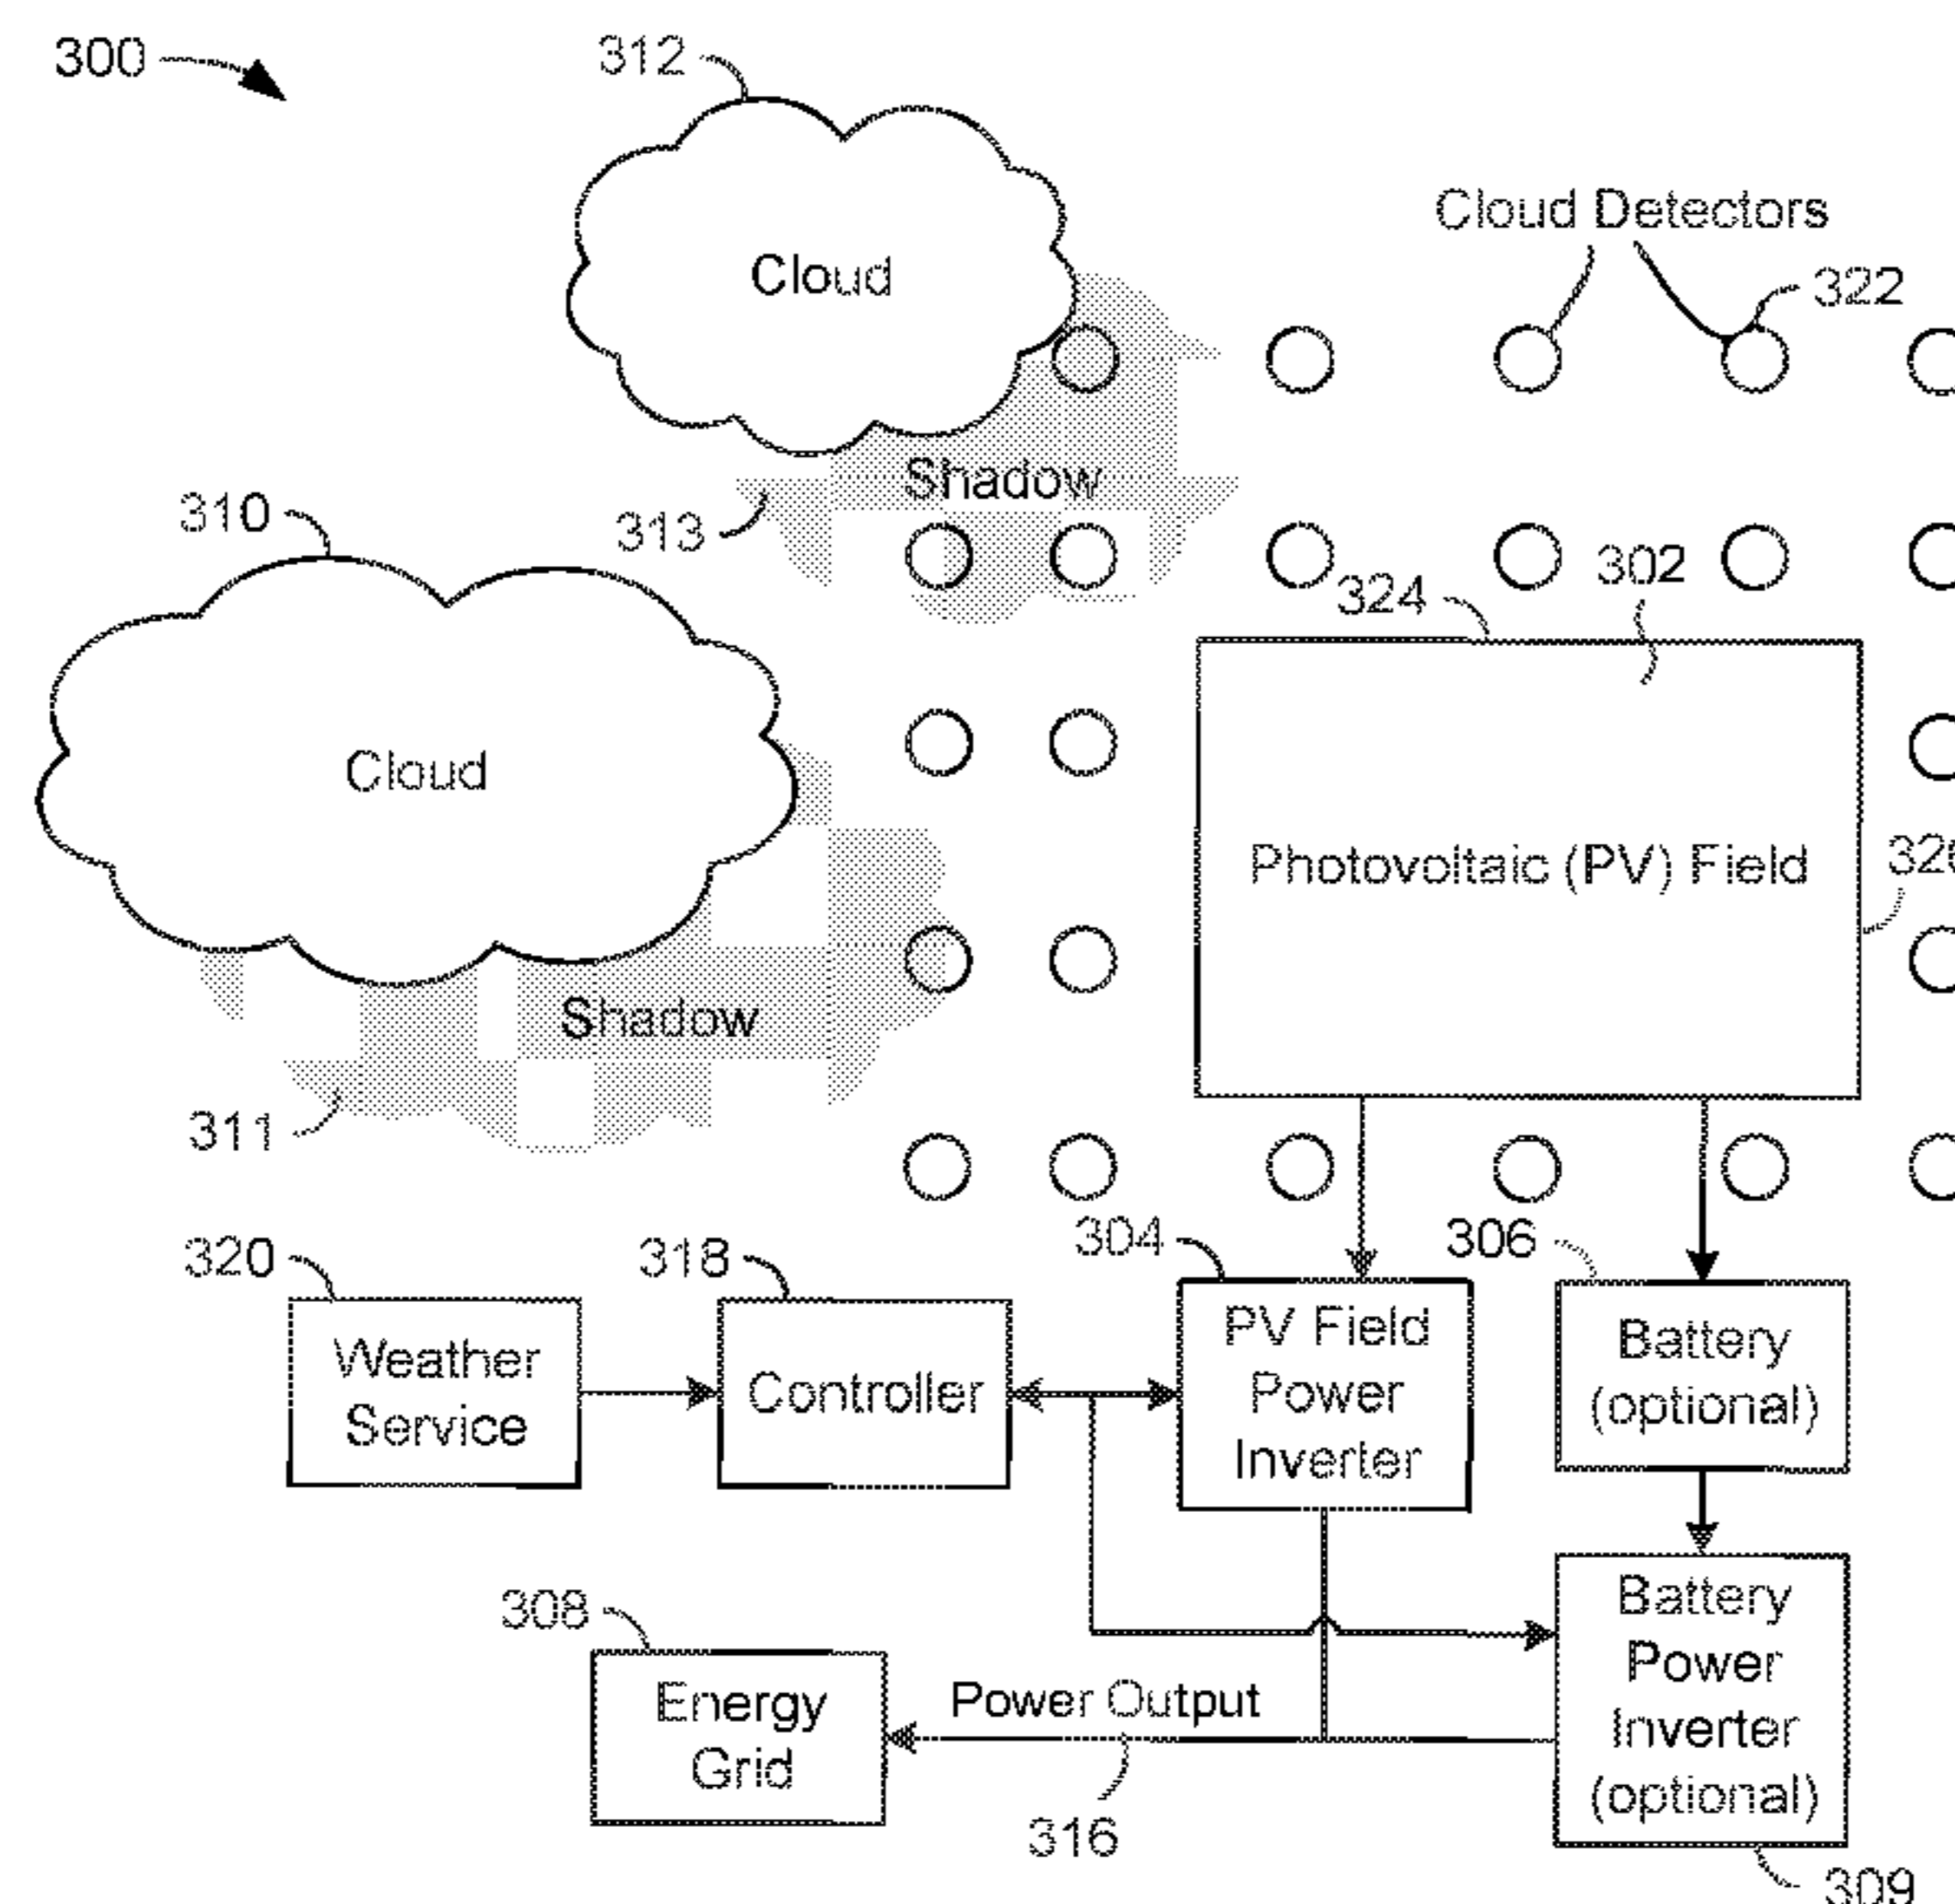 300
312
Cloud
Cloud Detectors
322
Shadow
313
310
302
324
Cloud
Photovoltaic (PV) Field
Shadow
311
304
306
320
318
Weather
Service
Controller
PV Field
Power
Inverter
Battery
(optional)
308
Energy
Grid
Power Output
316
Battery
Power
Inverter
(optional)
309